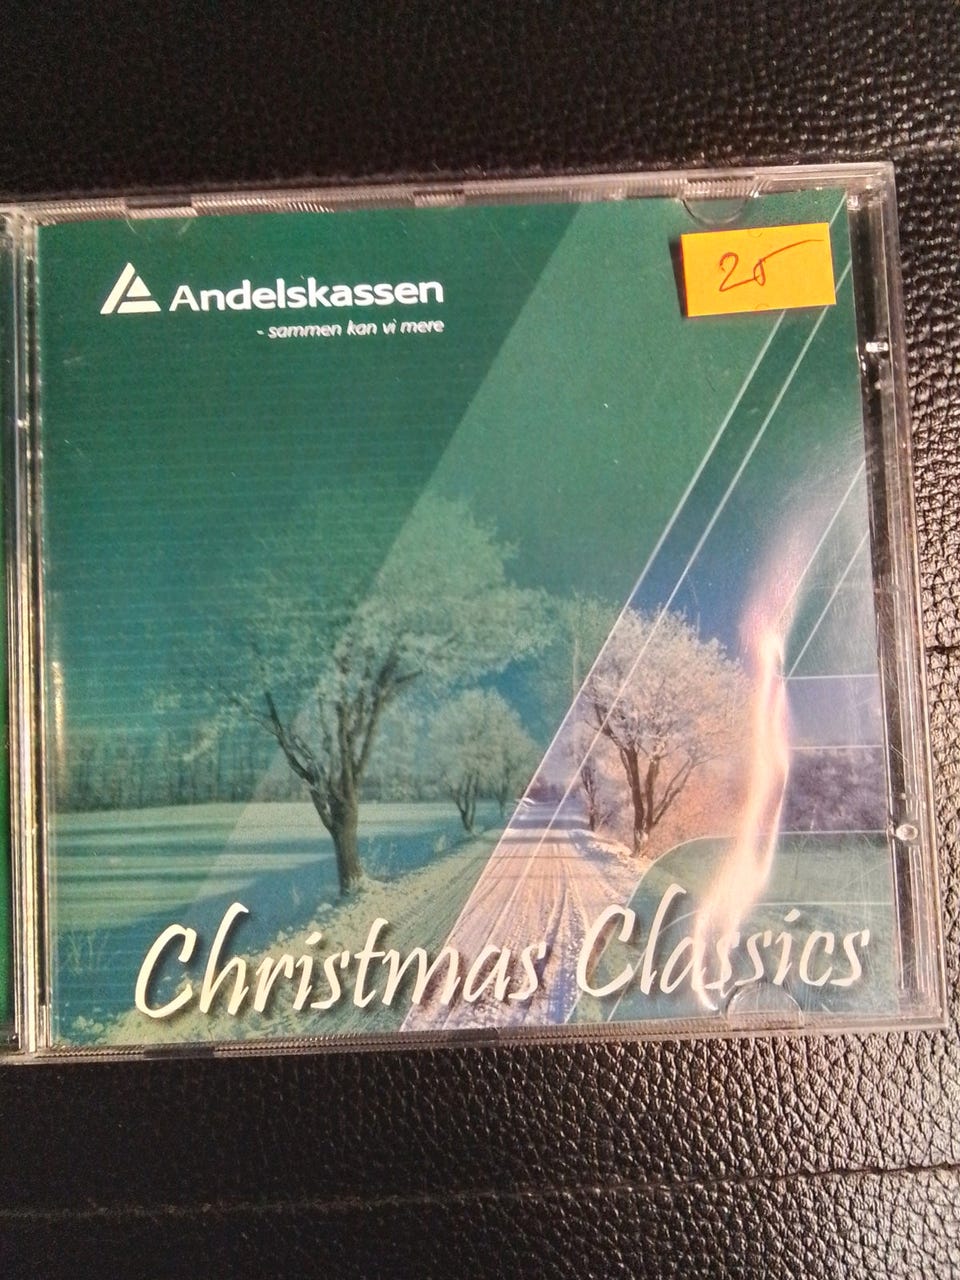 Andelskassen
- sammen kan vi mere
25
Christmas Classics